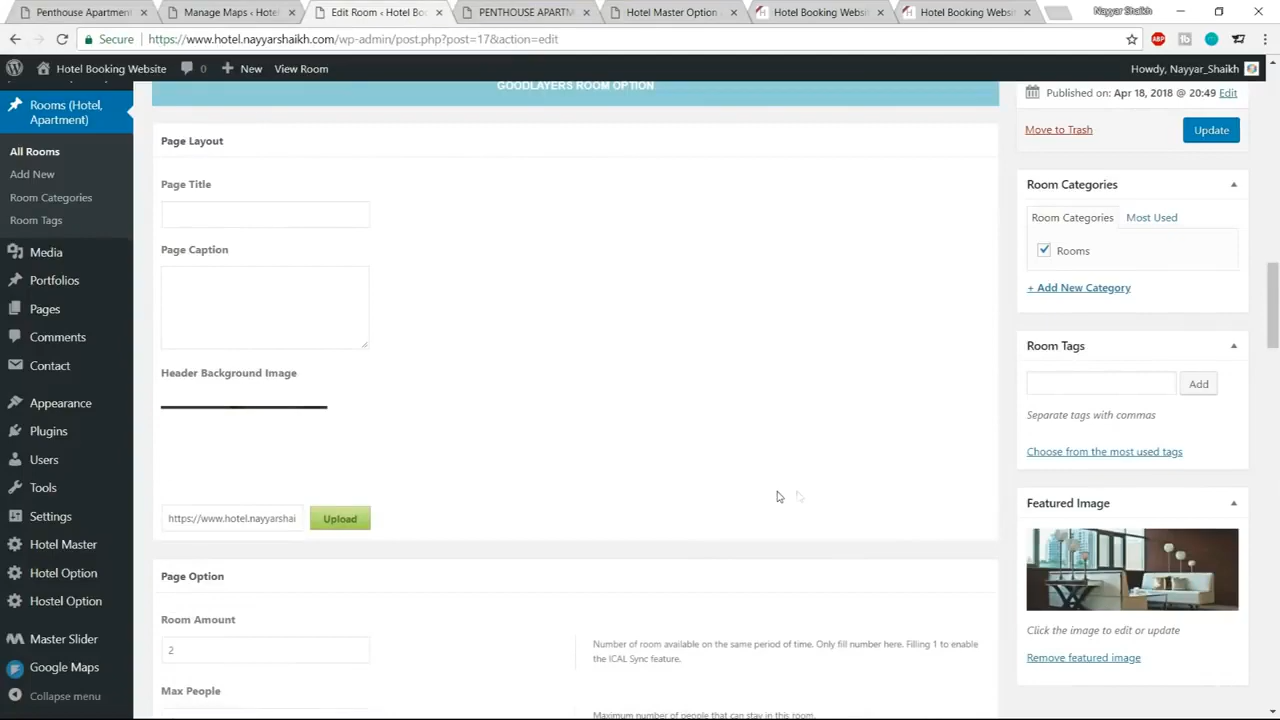 Penthouse Apartment
Manage Maps ‹ Hotel
Edit Room ‹ Hotel Boo
PENTHOUSE APARTM
Hotel Master Option
Hotel Booking Website
Hotel Booking Websi
Nayyar Shaikh
Secure
https://www.hotel.nayyarshaikh.com/wp-admin/post.php?post=17&action=edit
ABP
Hotel Booking Website
0
New
View Room
Howdy, Nayyar_Shaikh
Rooms (Hotel,
Apartment)
All Rooms
Add New
Room Categories
Room Tags
Media
Portfolios
Pages
Comments
Contact
Appearance
Plugins
Users
Tools
Settings
Hotel Master
Hotel Option
Hostel Option
Master Slider
Google Maps
Collapse menu
GOODLAYERS ROOM OPTION
Page Layout
Page Title
Page Caption
Header Background Image
https://www.hotel.nayyarshai
Upload
Page Option
Room Amount
2
Number of room available on the same period of time. Only fill number here. Filling 1 to enable
the ICAL Sync feature.
Max People
Maximum number of people that can stay in this room.
Published on: Apr 18, 2018 @ 20:49 Edit
Move to Trash
Update
Room Categories
Room Categories
Most Used
Rooms
+ Add New Category
Room Tags
Add
Separate tags with commas
Choose from the most used tags
Featured Image
Click the image to edit or update
Remove featured image